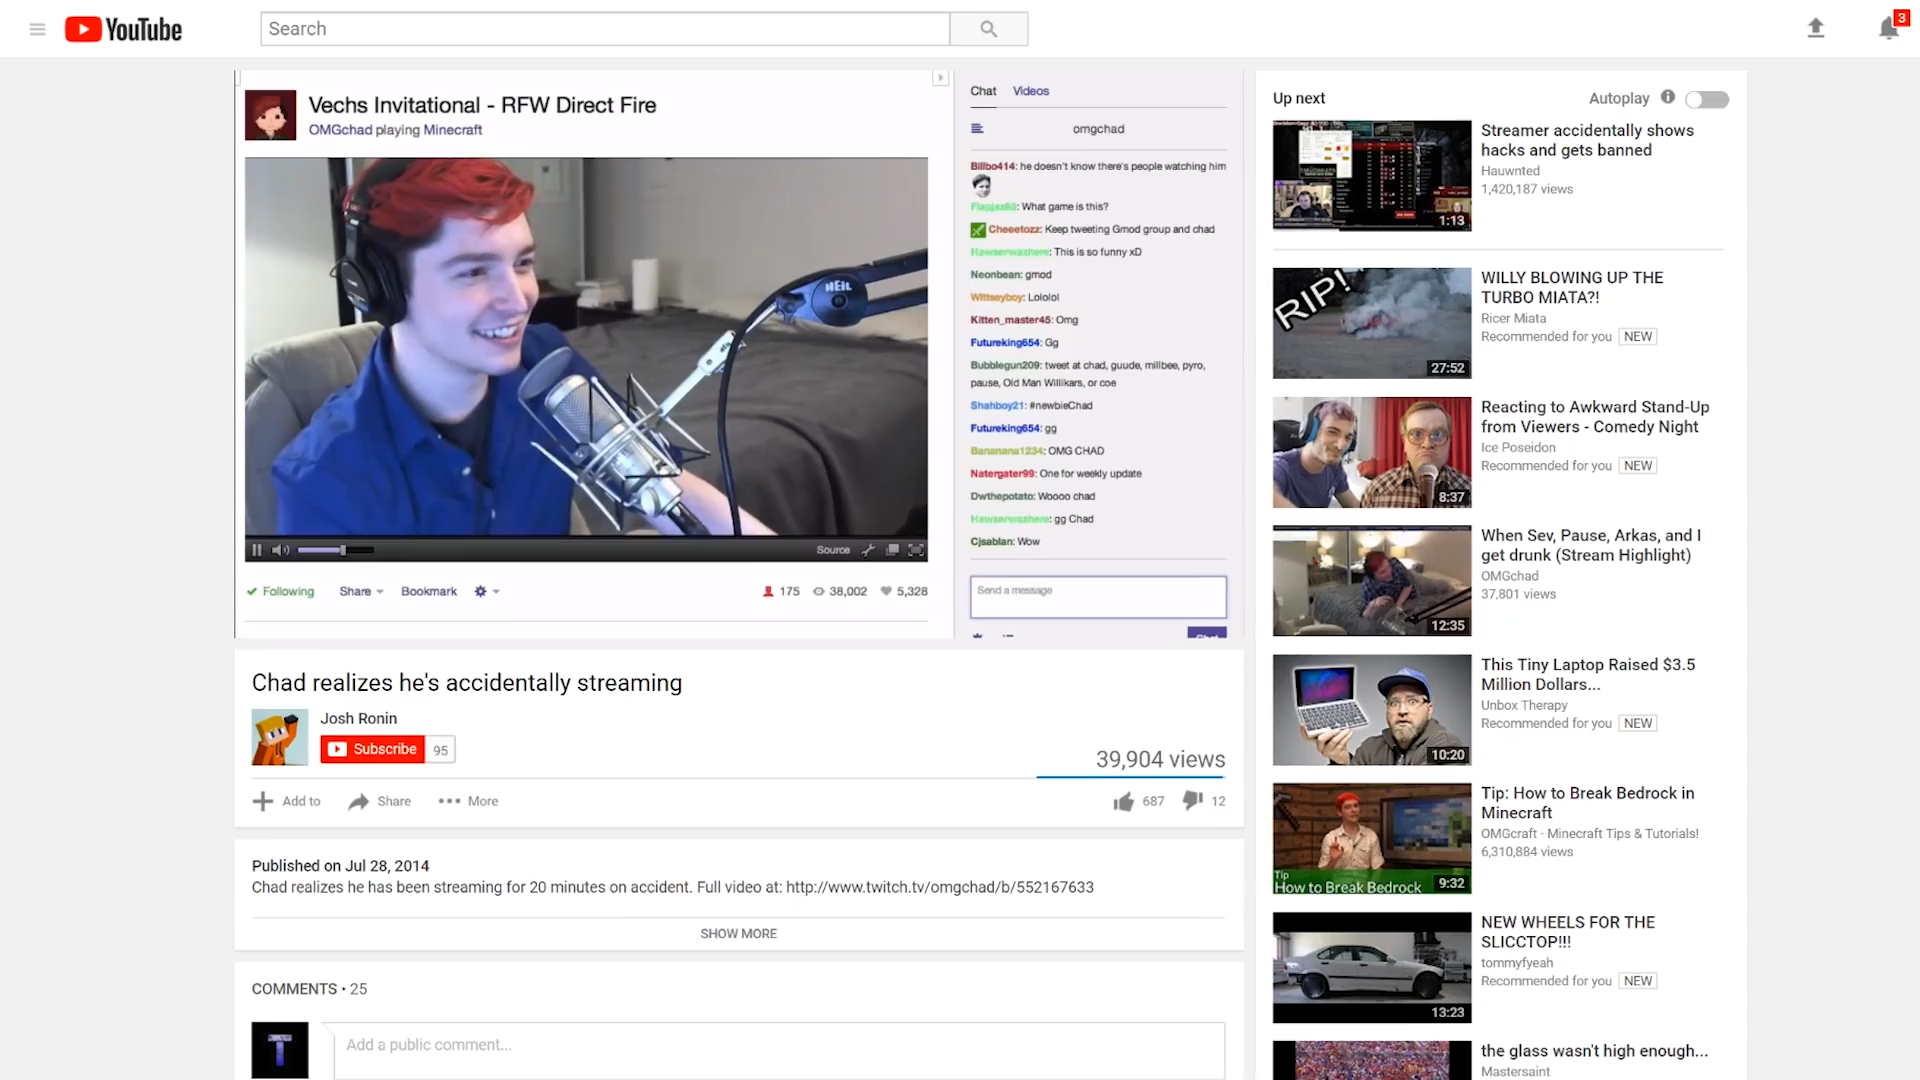 YouTube
Search
3
Vechs Invitational - RFW Direct Fire
OMGchad playing Minecraft
NEIL
Source
Following
Share
Bookmark
175
38,002
5,328
Chat
Videos
omgchad
Billbo414: he doesn't know there's people watching him
Flapjax65: What game is this?
Cheeetozz: Keep tweeting Gmod group and chad
Hawserwazhere: This is so funny xD
Neonbean: gmod
Wittseyboy: Lololol
Kitten_master45: Omg
Futureking654: Gg
Bubblegun209: tweet at chad, guude, millbee, pyro,
pause, Old Man Willikars, or coe
Shahboy21: #newbieChad
Futureking654: gg
Bananana1234: OMG CHAD
Natergater99: One for weekly update
Dwthepotato: Woooo chad
Hawserwazhere: gg Chad
Cjsablan: Wow
Send a message
Chat
Chad realizes he's accidentally streaming
Josh Ronin
Subscribe
95
39,904 views
Add to
Share
More
687
12
Published on Jul 28, 2014
Chad realizes he has been streaming for 20 minutes on accident. Full video at: http://www.twitch.tv/omgchad/b/552167633
SHOW MORE
COMMENTS • 25
T
Add a public comment...
Up next
Autoplay
1:13
Streamer accidentally shows
hacks and gets banned
Hauwnted
1,420,187 views
RIP!
27:52
WILLY BLOWING UP THE
TURBO MIATA?!
Ricer Miata
Recommended for you NEW
8:37
Reacting to Awkward Stand-Up
from Viewers - Comedy Night
Ice Poseidon
Recommended for you NEW
12:35
When Sev, Pause, Arkas, and I
get drunk (Stream Highlight)
OMGchad
37,801 views
10:20
This Tiny Laptop Raised $3.5
Million Dollars...
Unbox Therapy
Recommended for you NEW
Tip
How to Break Bedrock
9:32
Tip: How to Break Bedrock in
Minecraft
OMGcraft - Minecraft Tips & Tutorials!
6,310,884 views
13:23
NEW WHEELS FOR THE
SLICCTOP!!!
tommyfyeah
Recommended for you NEW
the glass wasn't high enough...
Mastersaint